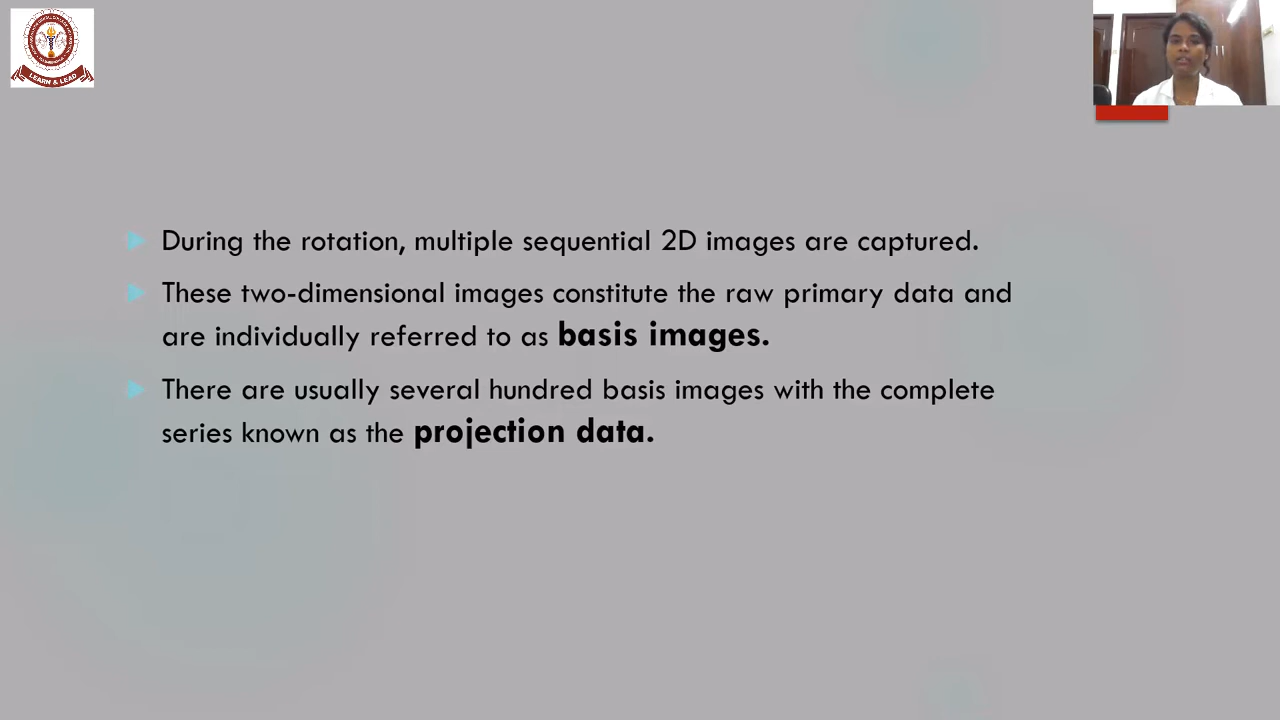 LEARN & LEAD
During the rotation, multiple sequential 2D images are captured.
These two-dimensional images constitute the raw primary data and
are individually referred to as basis images.
There are usually several hundred basis images with the complete
series known as the projection data.